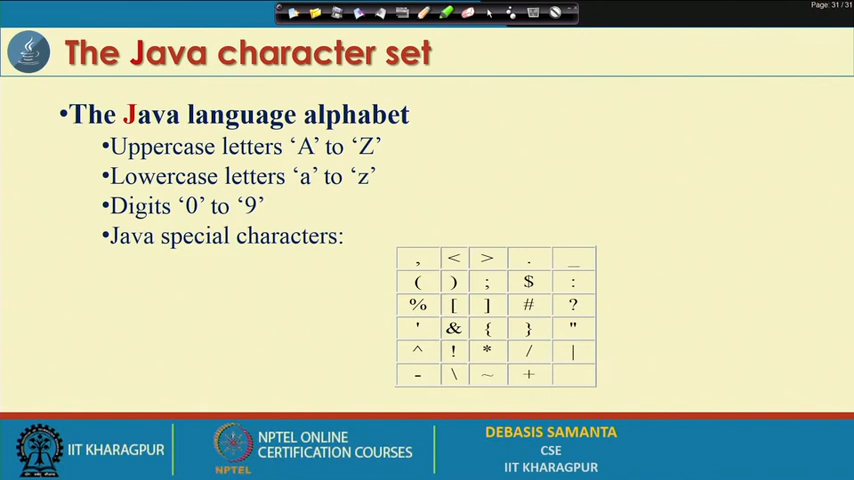 Page: 31 / 31
The Java character set
•The Java language alphabet
•Uppercase letters ‘A’ to ‘Z’
•Lowercase letters ‘a’ to ‘z’
•Digits ‘0’ to ‘9’
•Java special characters:
, < > . _
( ) ; $ :
% [ ] # ?
' & { } "
^ ! * / |
- \ ~ +
IIT KHARAGPUR
NPTEL
NPTEL ONLINE
CERTIFICATION COURSES
DEBASIS SAMANTA
CSE
IIT KHARAGPUR